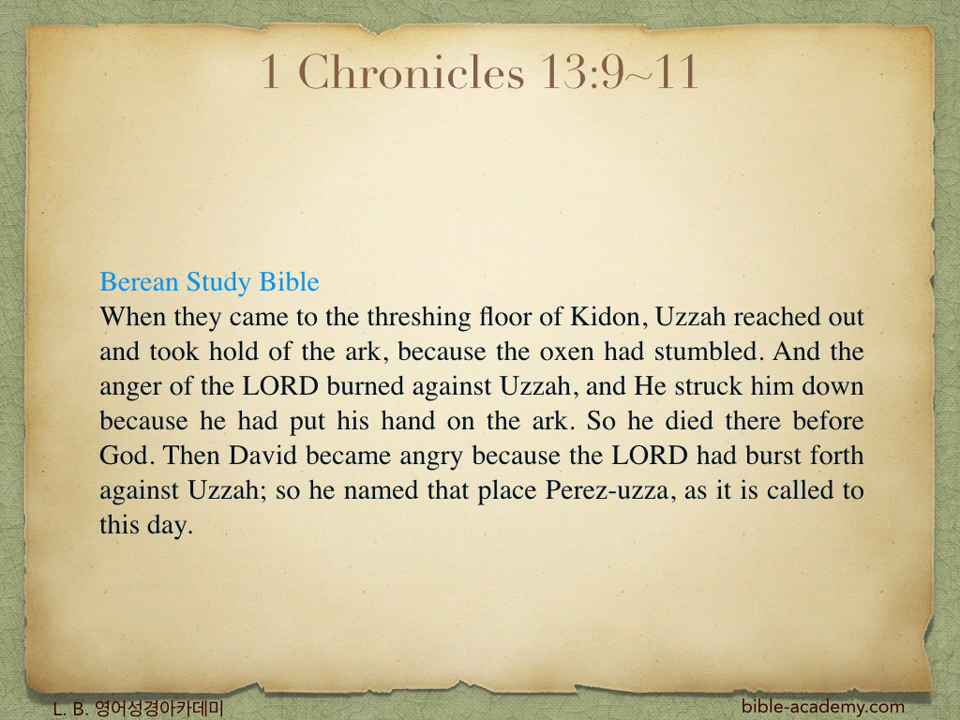 1 Chronicles 13:9~11
Berean Study Bible
When they came to the threshing floor of Kidon, Uzzah reached out
and took hold of the ark, because the oxen had stumbled. And the
anger of the LORD burned against Uzzah, and He struck him down
because he had put his hand on the ark. So he died there before
God. Then David became angry because the LORD had burst forth
against Uzzah; so he named that place Perez-uzza, as it is called to
this day.
L. B. 영어성경아카데미
bible-academy.com